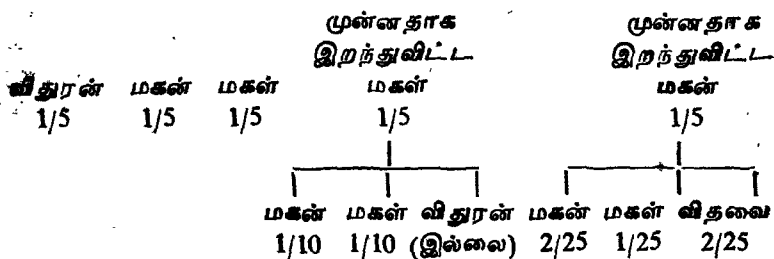 முன்னதாக முன்னதாக
இறந்துவிட்ட இறந்துவிட்ட
விதுரன் மகன் மகள் மகள் மகன்
1/5 1/5 1/5 1/5 1/5
மகன் மகள் விதுரன் மகன் மகள் விதவை
1/10 1/10 (இல்லை) 2/25 1/25 2/25